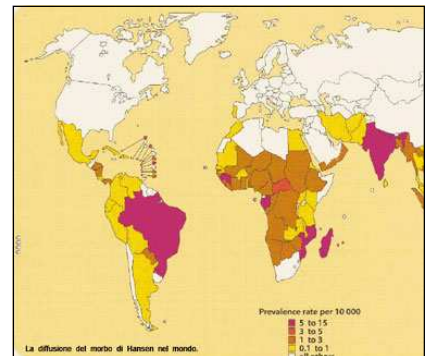 Prevalence rate per 10 000
5 to 15
3 to 5
1 to 3
0.1 to 1
La diffusione del morbo di Hansen nel mondo.